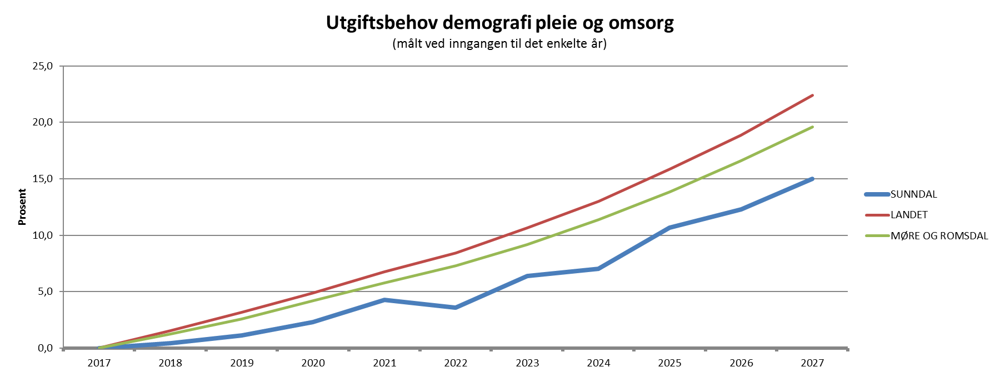 Utgiftsbehov demografi pleie og omsorg
(målt ved inngangen til det enkelte år)
25,0
20,0
15,0
10,0
5,0
0,0
Prosent
2017 2018 2019 2020 2021 2022 2023 2024 2025 2026 2027
SUNNDAL
LANDET
MØRE OG ROMSDAL